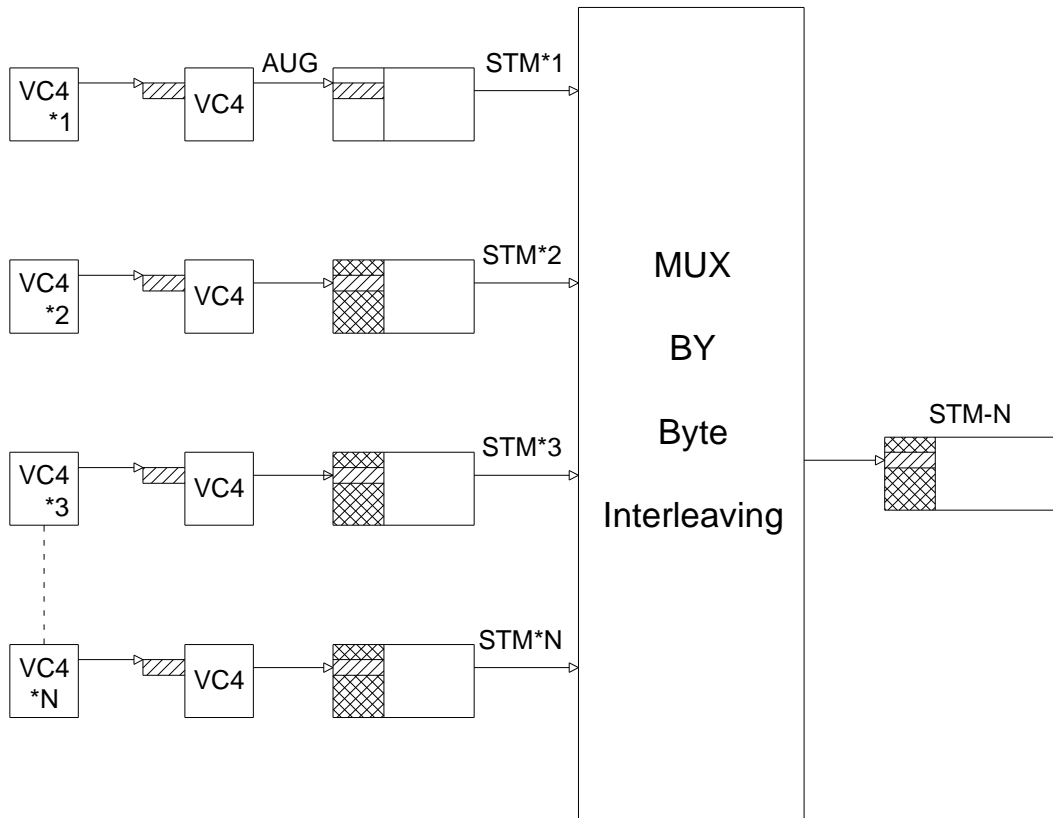 AUG
STM*1
VC4
*1
VC4
STM*2
VC4
*2
VC4
MUX
BY
Byte
Interleaving
STM-N
STM*3
VC4
*3
VC4
STM*N
VC4
*N
VC4